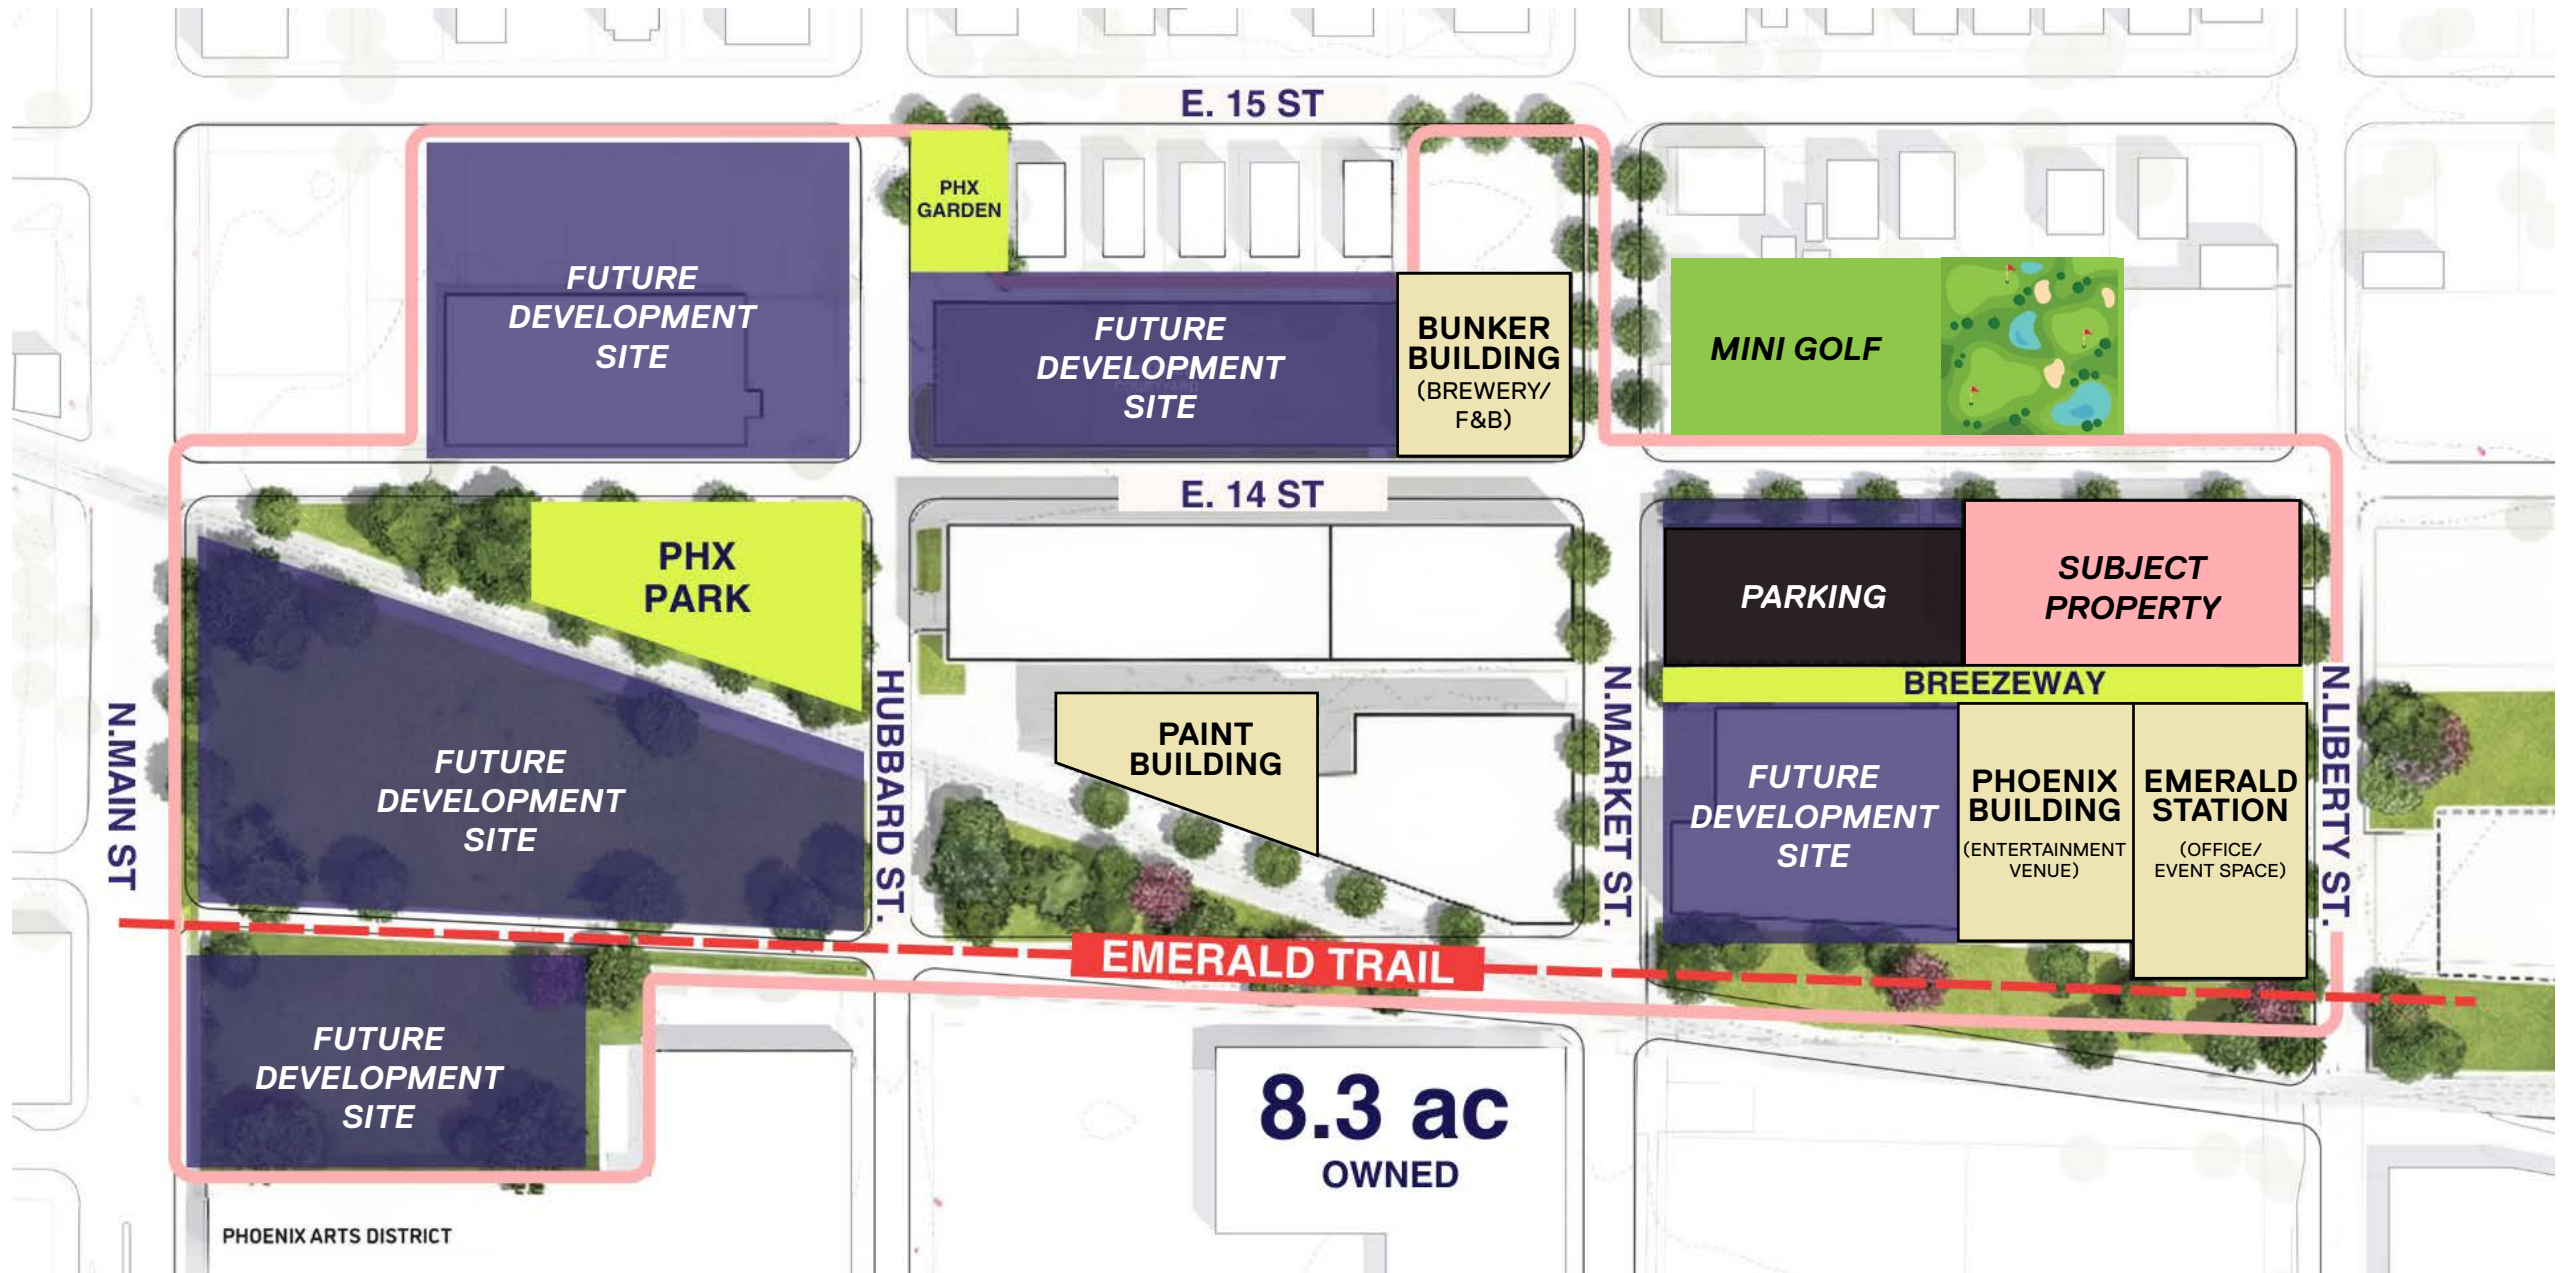 E. 15 ST
PHX
GARDEN
FUTURE
DEVELOPMENT
SITE
FUTURE
DEVELOPMENT
SITE
BUNKER
BUILDING
(BREWERY/
F&B)
MINI GOLF
E. 14 ST
PHX
PARK
PARKING
SUBJECT
PROPERTY
BREEZEWAY
N.MAIN ST
FUTURE
DEVELOPMENT
SITE
HUBBARD ST.
PAINT
BUILDING
N.MARKET ST.
FUTURE
DEVELOPMENT
SITE
PHOENIX
BUILDING
(ENTERTAINMENT
VENUE)
EMERALD
STATION
(OFFICE/
EVENT SPACE)
N.LIBERTY ST.
EMERALD TRAIL
FUTURE
DEVELOPMENT
SITE
8.3 ac
OWNED
PHOENIX ARTS DISTRICT